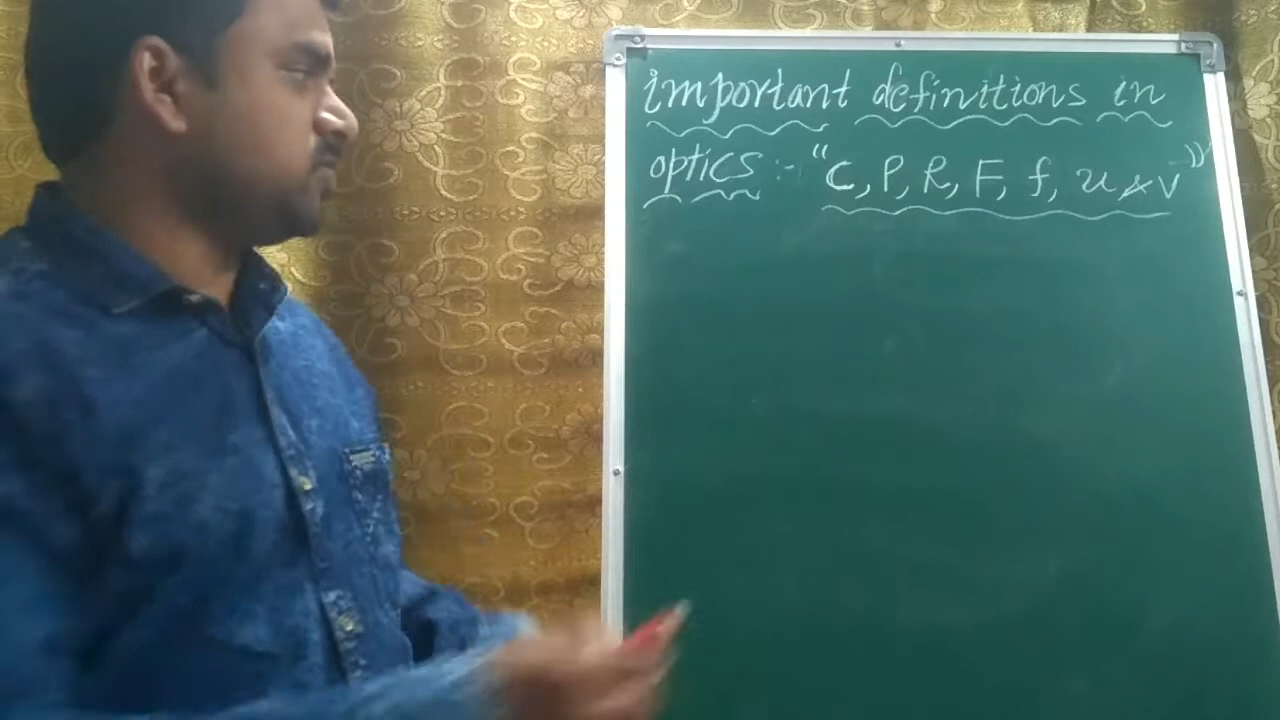 important definitions in
optics :- "C, P, R, F, f, u, & v"